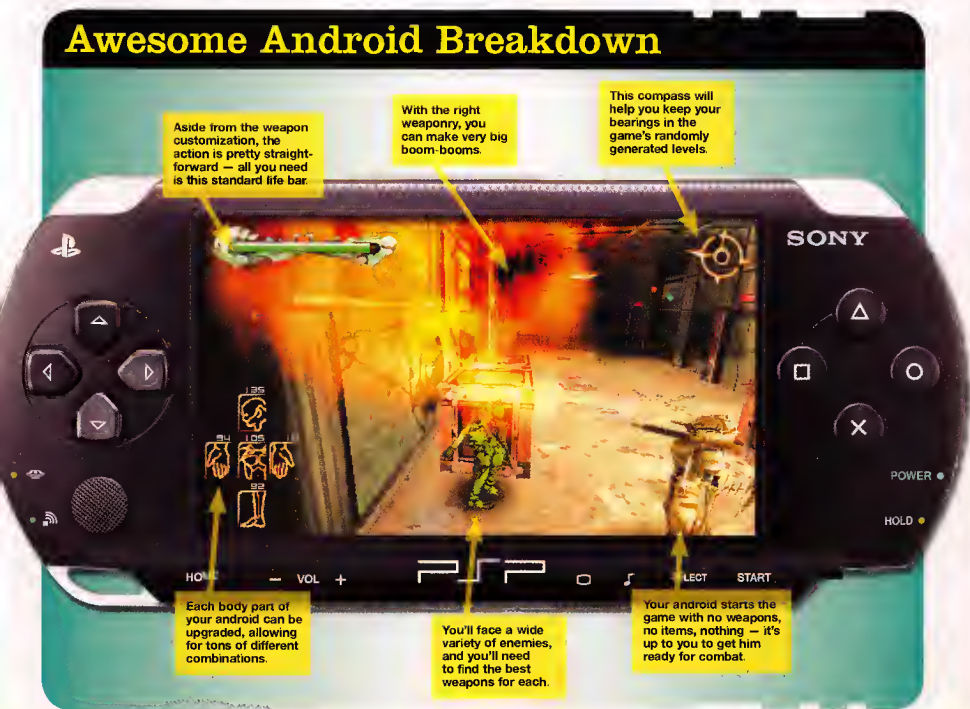 Awesome Android Breakdown
Aside from the weapon
customization, the
action is pretty straight-
forward — all you need
is this standard life bar.
With the right
weaponry, you
can make very big
boom-booms.
This compass will
help you keep your
bearings in the
game's randomly
generated levels.
SONY
135
94 105
92
POWER
HOLD
VOL
PSP
START
Each body part of
your android can be
upgraded, allowing
for tons of different
combinations.
You'll face a wide
variety of enemies,
and you'll need
to find the best
weapons for each.
Your android starts the
game with no weapons,
no items, nothing — it's
up to you to get him
ready for combat.